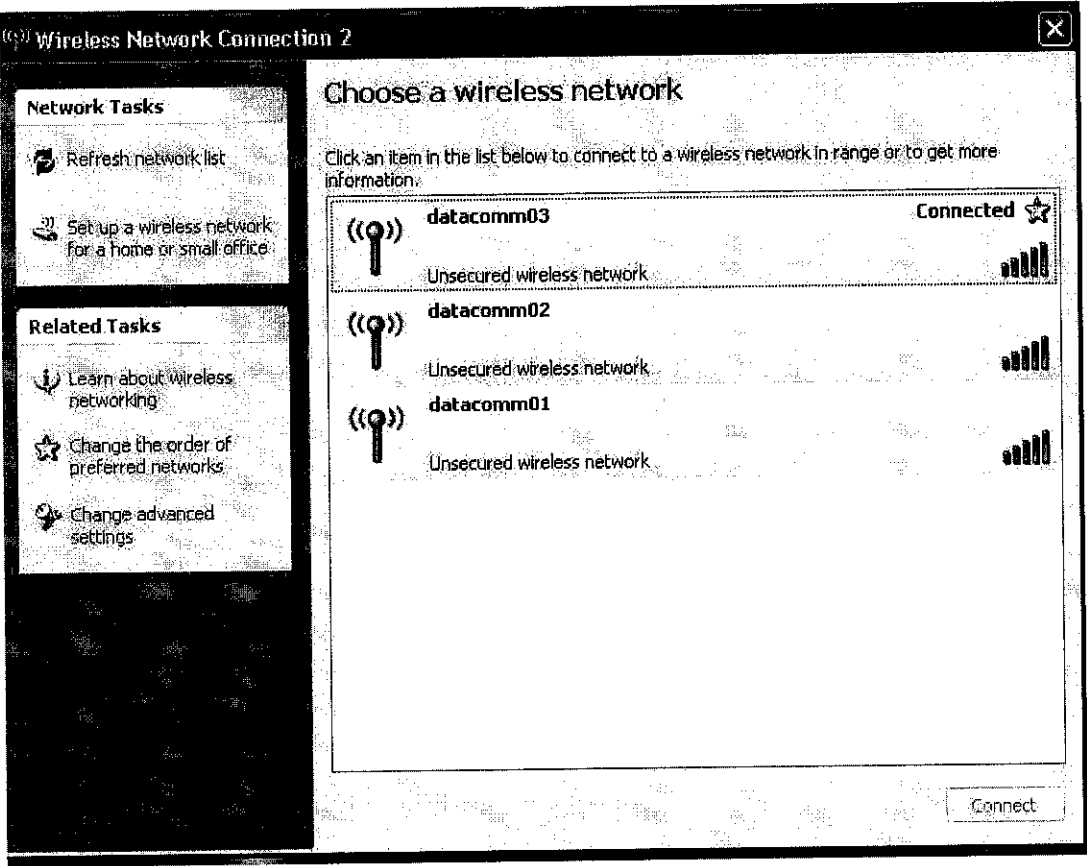 Wireless Network Connection 2
Network Tasks
Refresh network list
Set up a wireless network
for a home or small office
Related Tasks
Learn about wireless
networking
Change the order of
preferred networks
Change advanced
settings
Choose a wireless network
Click an item in the list below to connect to a wireless network in range or to get more
information.
datacomm03
Connected
Unsecured wireless network
datacomm02
Unsecured wireless network
datacomm01
Unsecured wireless network
Connect